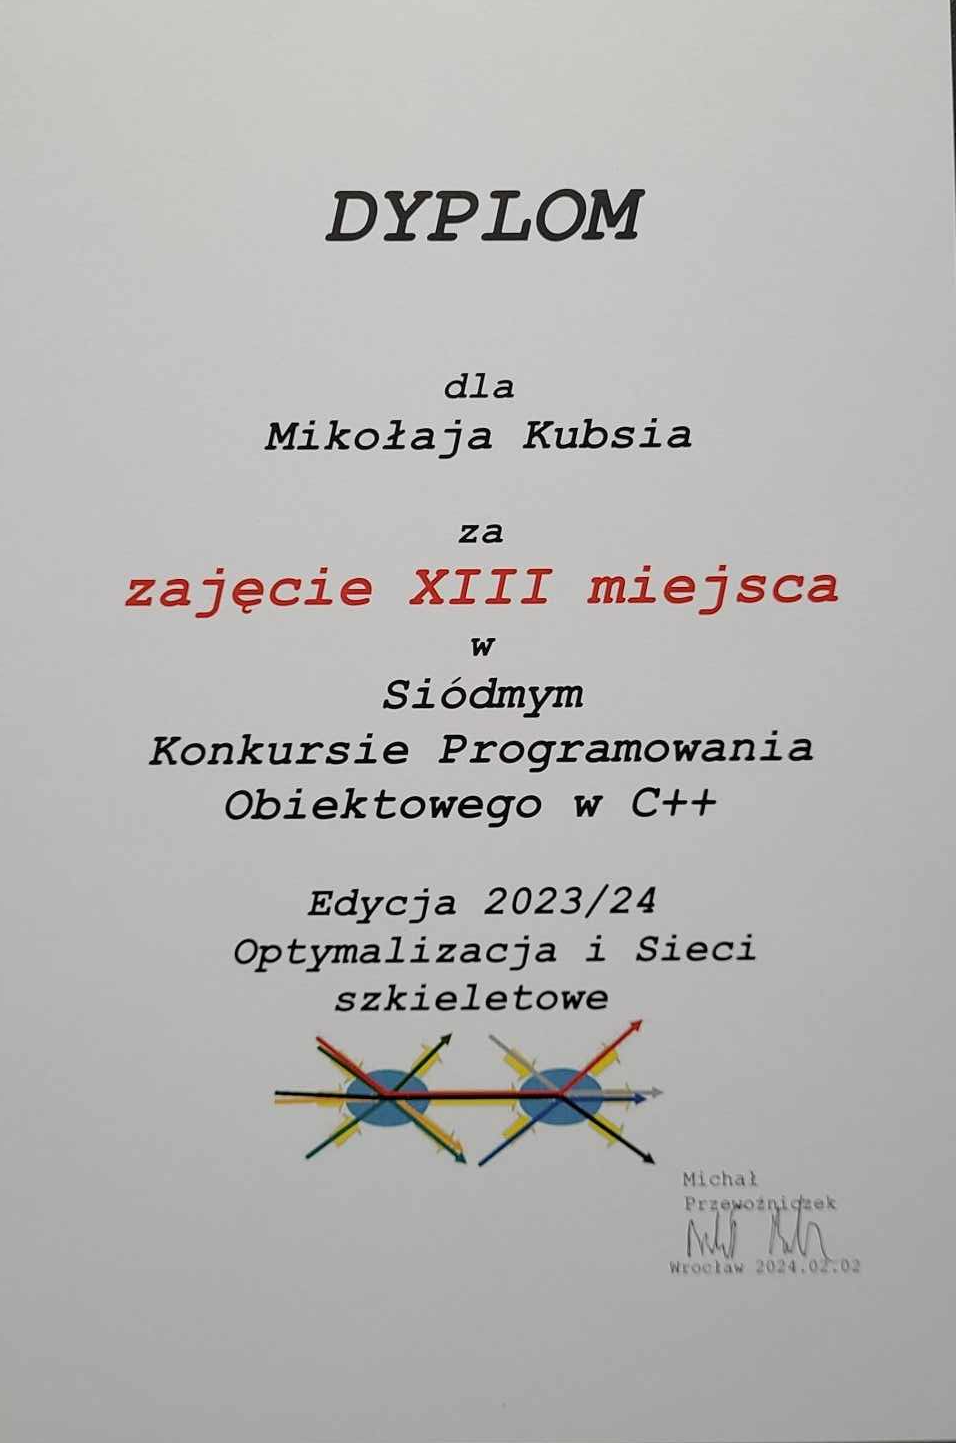 DYPLOM
dla
Mikołaja Kubsia
za
zajęcie XIII miejsca
w
Siódmym
Konkursie Programowania
Obiektowego w C++
Edycja 2023/24
Optymalizacja i Sieci
szkieletowe
Michał
Przewoźniczek
Wrocław 2024.02.02